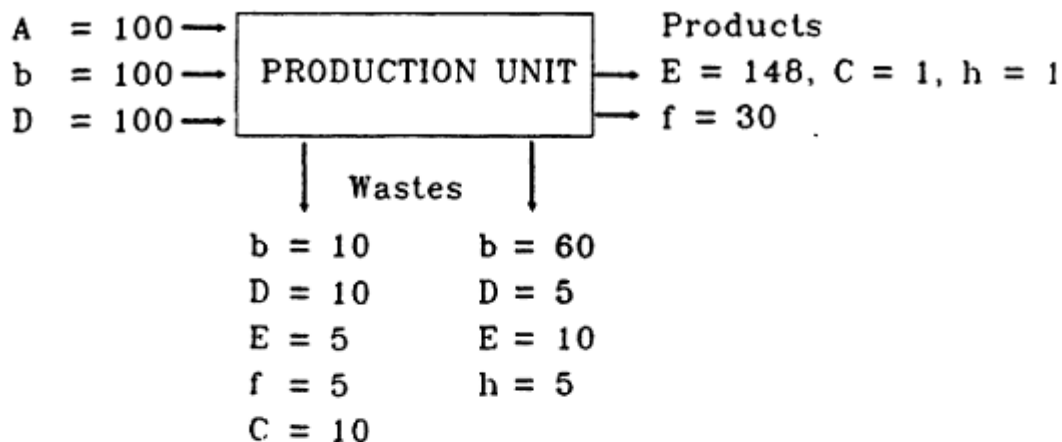 A = 100
b = 100
D = 100
PRODUCTION UNIT
Products
E = 148, C = 1, h = 1
f = 30
Wastes
b = 10
D = 10
E = 5
f = 5
C = 10
b = 60
D = 5
E = 10
h = 5